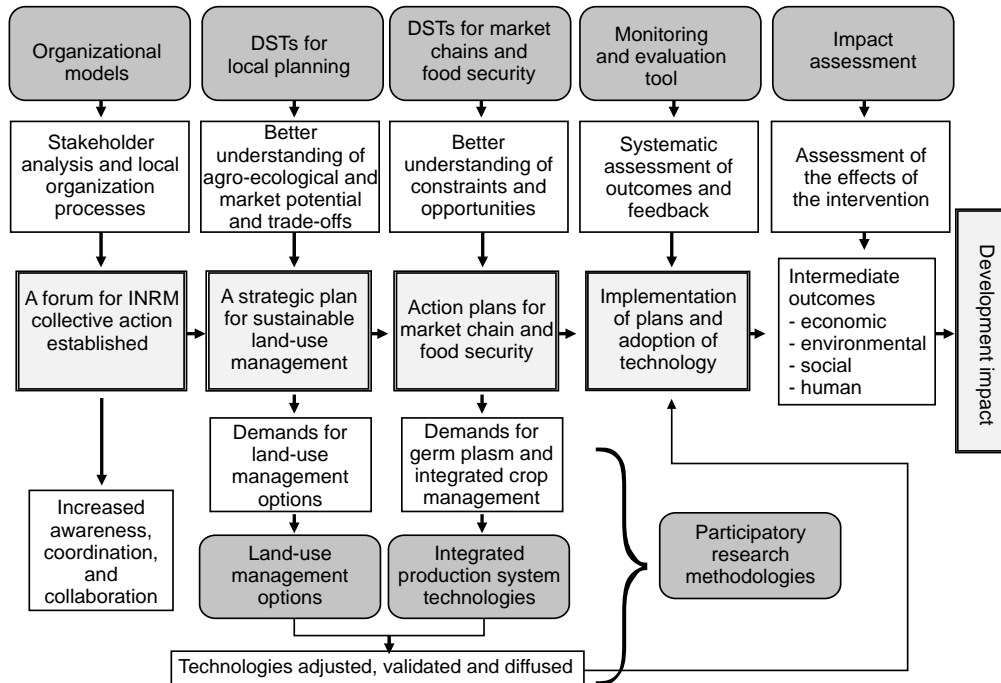 Organizational
models
DSTs for
local planning
DSTs for market
chains and
food security
Monitoring
and evaluation
tool
Impact
assessment
Stakeholder
analysis and local
organization
processes
Better
understanding of
agro-ecological and
market potential
and trade-offs
Better
understanding of
constraints and
opportunities
Systematic
assessment of
outcomes and
feedback
Assessment of
the effects of
the intervention
A forum for INRM
collective action
established
A strategic plan
for sustainable
land-use
management
Action plans for
market chain and
food security
Implementation
of plans and
adoption of
technology
Intermediate
outcomes
- economic
- environmental
- social
- human
Development impact
Increased
awareness,
coordination,
and
collaboration
Demands for
land-use
management
options
Demands for
germ plasm and
integrated crop
management
Land-use
management
options
Integrated
production system
technologies
Participatory
research
methodologies
Technologies adjusted, validated and diffused